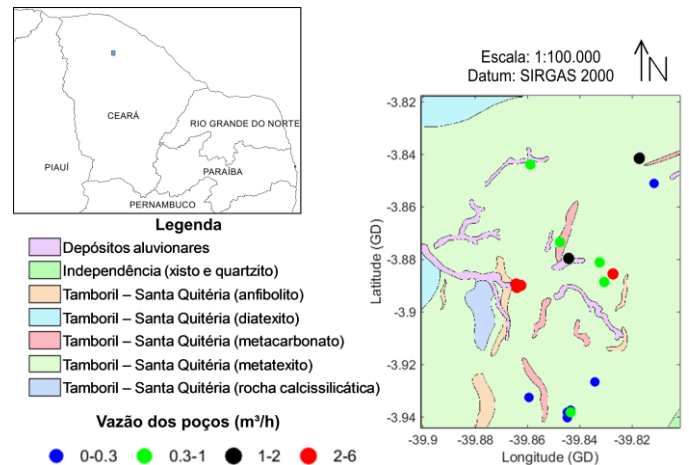 CEARÁ
RIO GRANDE DO NORTE
PIAUÍ
PARAÍBA
PERNAMBUCO
Escala: 1:100.000
Datum: SIRGAS 2000
N
Legenda
Depósitos aluvionares
Independência (xisto e quartzito)
Tamboril – Santa Quitéria (anfibolito)
Tamboril – Santa Quitéria (diatexito)
Tamboril – Santa Quitéria (metacarbonato)
Tamboril – Santa Quitéria (metatexito)
Tamboril – Santa Quitéria (rocha calcissilicática)
Vazão dos poços (m³/h)
0-0.3
0.3-1
1-2
2-6
Latitude (GD)
-3.82
-3.84
-3.86
-3.88
-3.9
-3.92
-3.94
-39.9
-39.88
-39.86
-39.84
-39.82
Longitude (GD)